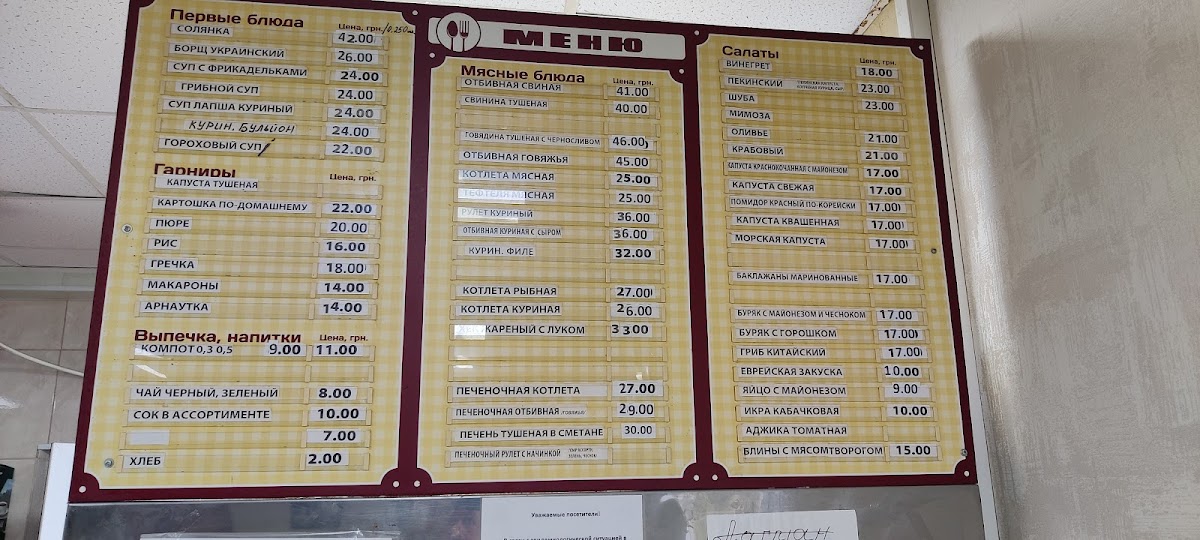 МЕНЮ
Первые блюда Цена, грн./0,250
СОЛЯНКА 42.00
БОРЩ УКРАИНСКИЙ 26.00
СУП С ФРИКАДЕЛЬКАМИ 24.00
ГРИБНОЙ СУП 24.00
СУП ЛАПША КУРИНЫЙ 24.00
КУРИН. БУЛЬЙОН 24.00
ГОРОХОВЫЙ СУП 22.00
Гарниры Цена, грн.
КАПУСТА ТУШЕНАЯ
КАРТОШКА ПО-ДОМАШНЕМУ 22.00
ПЮРЕ 20.00
РИС 16.00
ГРЕЧКА 18.00
МАКАРОНЫ 14.00
АРНАУТКА 14.00
Выпечка, напитки Цена, грн.
КОМПОТ 0,3 0,5 9.00 11.00
ЧАЙ ЧЕРНЫЙ, ЗЕЛЕНЫЙ 8.00
СОК В АССОРТИМЕНТЕ 10.00
7.00
ХЛЕБ 2.00
Мясные блюда Цена, грн.
ОТБИВНАЯ СВИНАЯ 41.00
СВИНИНА ТУШЕНАЯ 40.00
ГОВЯДИНА ТУШЕНАЯ С ЧЕРНОСЛИВОМ 46.00
ОТБИВНАЯ ГОВЯЖЬЯ 45.00
КОТЛЕТА МЯСНАЯ 25.00
ТЕФТЕЛЯ МЯСНАЯ 25.00
РУЛЕТ КУРИНЫЙ 36.00
ОТБИВНАЯ КУРИНАЯ С СЫРОМ 36.00
КУРИН. ФИЛЕ 32.00
КОТЛЕТА РЫБНАЯ 27.00
КОТЛЕТА КУРИНАЯ 26.00
ХЕК ЖАРЕНЫЙ С ЛУКОМ 33.00
ПЕЧЕНОЧНАЯ КОТЛЕТА 27.00
ПЕЧЕНОЧНАЯ ОТБИВНАЯ 29.00
ПЕЧЕНЬ ТУШЕНАЯ В СМЕТАНЕ 30.00
ПЕЧЕНОЧНЫЙ РУЛЕТ С НАЧИНКОЙ
Салаты Цена, грн.
ВИНЕГРЕТ 18.00
ПЕКИНСКИЙ 23.00
ШУБА 23.00
МИМОЗА
ОЛИВЬЕ 21.00
КРАБОВЫЙ 21.00
КАПУСТА КРАСНОКОЧАННАЯ С МАЙОНЕЗОМ 17.00
КАПУСТА СВЕЖАЯ 17.00
ПОМИДОР КРАСНЫЙ ПО-КОРЕЙСКИ 17.00
КАПУСТА КВАШЕННАЯ 17.00
МОРСКАЯ КАПУСТА 17.00
БАКЛАЖАНЫ МАРИНОВАННЫЕ 17.00
БУРЯК С МАЙОНЕЗОМ И ЧЕСНОКОМ 17.00
БУРЯК С ГОРОШКОМ 17.00
ГРИБ КИТАЙСКИЙ 17.00
ЕВРЕЙСКАЯ ЗАКУСКА 10.00
ЯЙЦО С МАЙОНЕЗОМ 9.00
ИКРА КАБАЧКОВАЯ 10.00
АДЖИКА ТОМАТНАЯ
БЛИНЫ С МЯСОМТВОРОГОМ 15.00
Уважаемые посетители!